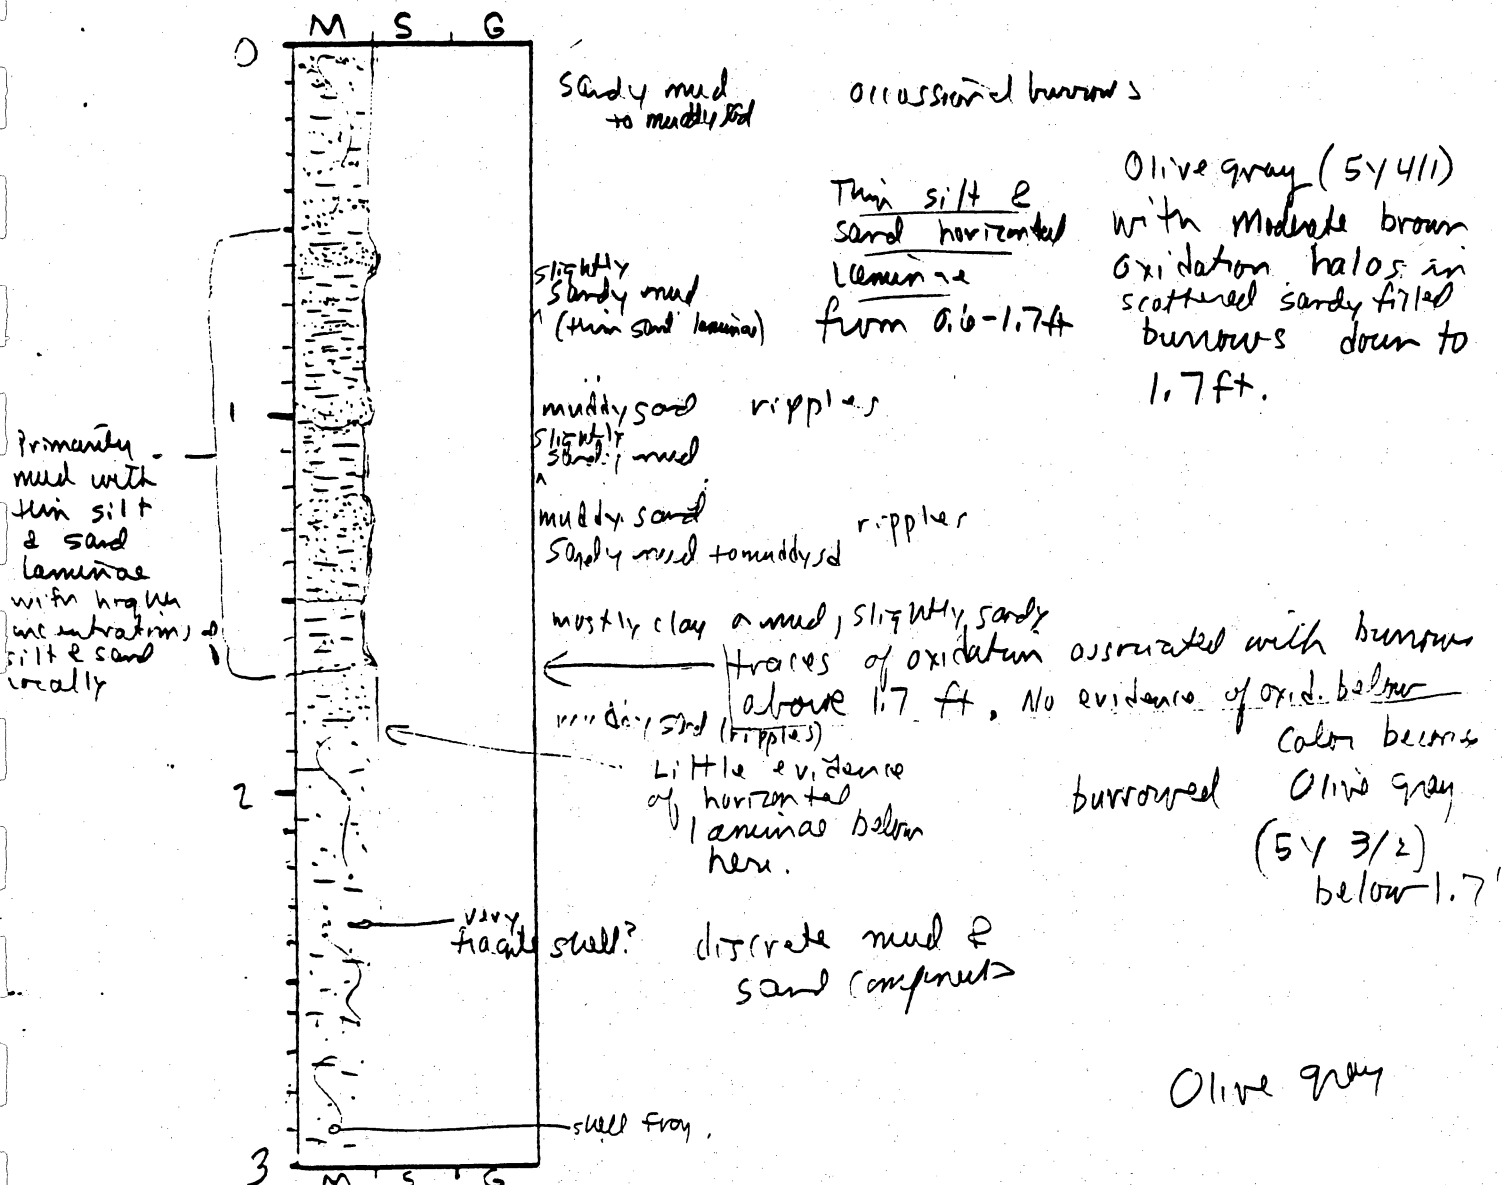 M S G
0
sandy mud
to muddy sd
occassional burrows
Olive gray (5Y 4/1)
with moderate brown
oxidation halos in
scattered sandy filled
burrows down to
1.7 ft.
Thin silt &
sand horizontal
laminae
from 0.6-1.7ft
slightly
sandy mud
^ (thin sand laminae)
1
muddy sand ripples
slightly
sandy mud
^
Primarily
mud with
thin silt
& sand
laminae
with higher
concentrations of
silt & sand
locally
muddy sand
ripples
sandy mud to muddy sd
mostly clay a mud, slightly sandy
traces of oxidation associated with burrows
above 1.7 ft. No evidence of oxid. below
muddy sand (ripples)
Color becomes
Olive gray
(5Y 3/2)
below 1.7'
Little evidence
of horizontal
laminae below
here.
2
burrowed
very
fragile shell?
discrete mud &
sand components
Olive gray
shell frag.
3
M S G